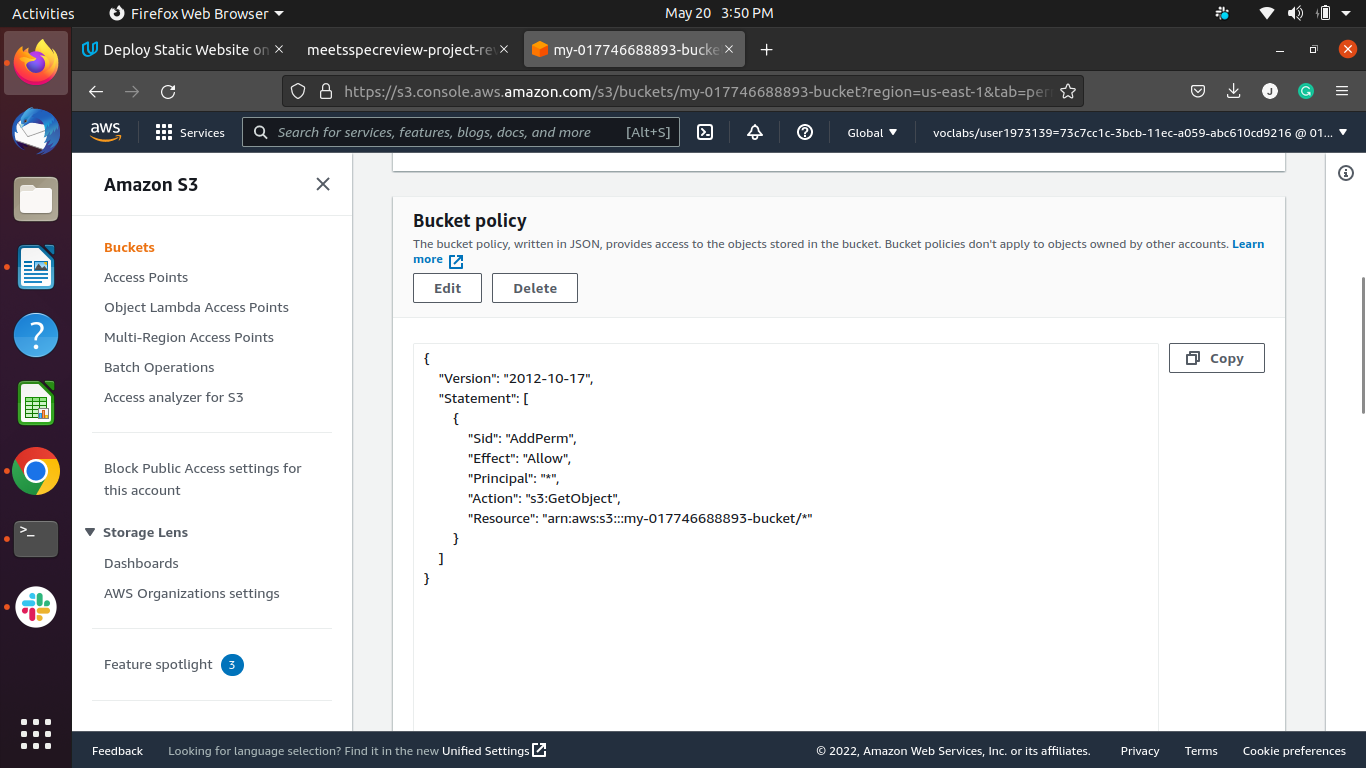 Activities
Firefox Web Browser
May 20 3:50 PM
Deploy Static Website on
meetsspecreview-project-re
my-017746688893-bucke
https://s3.console.aws.amazon.com/s3/buckets/my-017746688893-bucket?region=us-east-1&tab=per
J
G
aws
Services
Search for services, features, blogs, docs, and more
[Alt+S]
Global
voclabs/user1973139=73c7cc1c-3bcb-11ec-a059-abc610cd9216 @ 01...
Amazon S3
Buckets
Access Points
Object Lambda Access Points
Multi-Region Access Points
Batch Operations
Access analyzer for S3
Block Public Access settings for
this account
Storage Lens
Dashboards
AWS Organizations settings
Feature spotlight 3
Bucket policy
The bucket policy, written in JSON, provides access to the objects stored in the bucket. Bucket policies don't apply to objects owned by other accounts. Learn
more
Edit
Delete
Copy
{
"Version": "2012-10-17",
"Statement": [
{
"Sid": "AddPerm",
"Effect": "Allow",
"Principal": "*",
"Action": "s3:GetObject",
"Resource": "arn:aws:s3:::my-017746688893-bucket/*"
}
]
}
Feedback
Looking for language selection? Find it in the new Unified Settings
© 2022, Amazon Web Services, Inc. or its affiliates.
Privacy
Terms
Cookie preferences